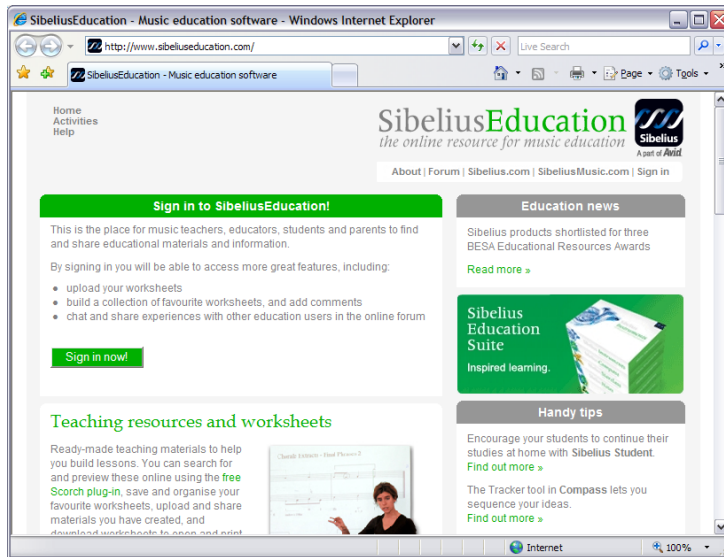 SibeliusEducation - Music education software - Windows Internet Explorer
http://www.sibeliuseducation.com/
Live Search
SibeliusEducation - Music education software
Page
Tools
Home
Activities
Help
SibeliusEducation
the online resource for music education
Sibelius
A part of Avid
About | Forum | Sibelius.com | SibeliusMusic.com | Sign in
Sign in to SibeliusEducation!
This is the place for music teachers, educators, students and parents to find
and share educational materials and information.
By signing in you will be able to access more great features, including:
upload your worksheets
build a collection of favourite worksheets, and add comments
chat and share experiences with other education users in the online forum
Sign in now!
Teaching resources and worksheets
Ready-made teaching materials to help
you build lessons. You can search for
and preview these online using the free
Scorch plug-in, save and organise your
favourite worksheets, upload and share
materials you have created, and
download worksheets to open and print
Education news
Sibelius products shortlisted for three
BESA Educational Resources Awards
Read more »
Sibelius
Education
Suite
Inspired learning.
Handy tips
Encourage your students to continue their
studies at home with Sibelius Student.
Find out more »
The Tracker tool in Compass lets you
sequence your ideas.
Find out more »
Internet
100%